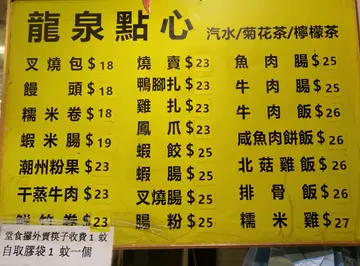 龍泉點心
汽水/菊花茶/檸檬茶
叉燒包 $18
饅頭 $18
糯米卷 $18
蝦米腸 $19
潮州粉果 $23
干蒸牛肉 $23
鮮竹卷 $23
燒賣 $23
鴨腳扎 $23
雞扎 $23
鳳爪 $23
蝦餃 $25
蝦腸 $25
叉燒腸 $25
腸粉 $25
魚肉腸 $25
牛肉腸 $25
牛肉飯 $26
咸魚肉餅飯 $26
北菇雞飯 $26
排骨飯 $26
糯米雞 $27
堂食攞外賣筷子收費1 蚊
自取膠袋 1 蚊一個